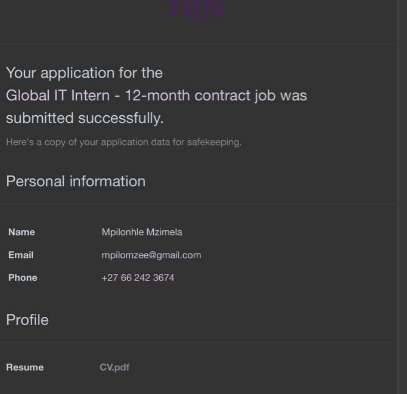 TBN
Your application for the
Global IT Intern - 12-month contract job was
submitted successfully.
Here's a copy of your application data for safekeeping.
Personal information
Name Mpilonhle Mzimela
Email mpilomzee@gmail.com
Phone +27 66 242 3674
Profile
Resume CV.pdf